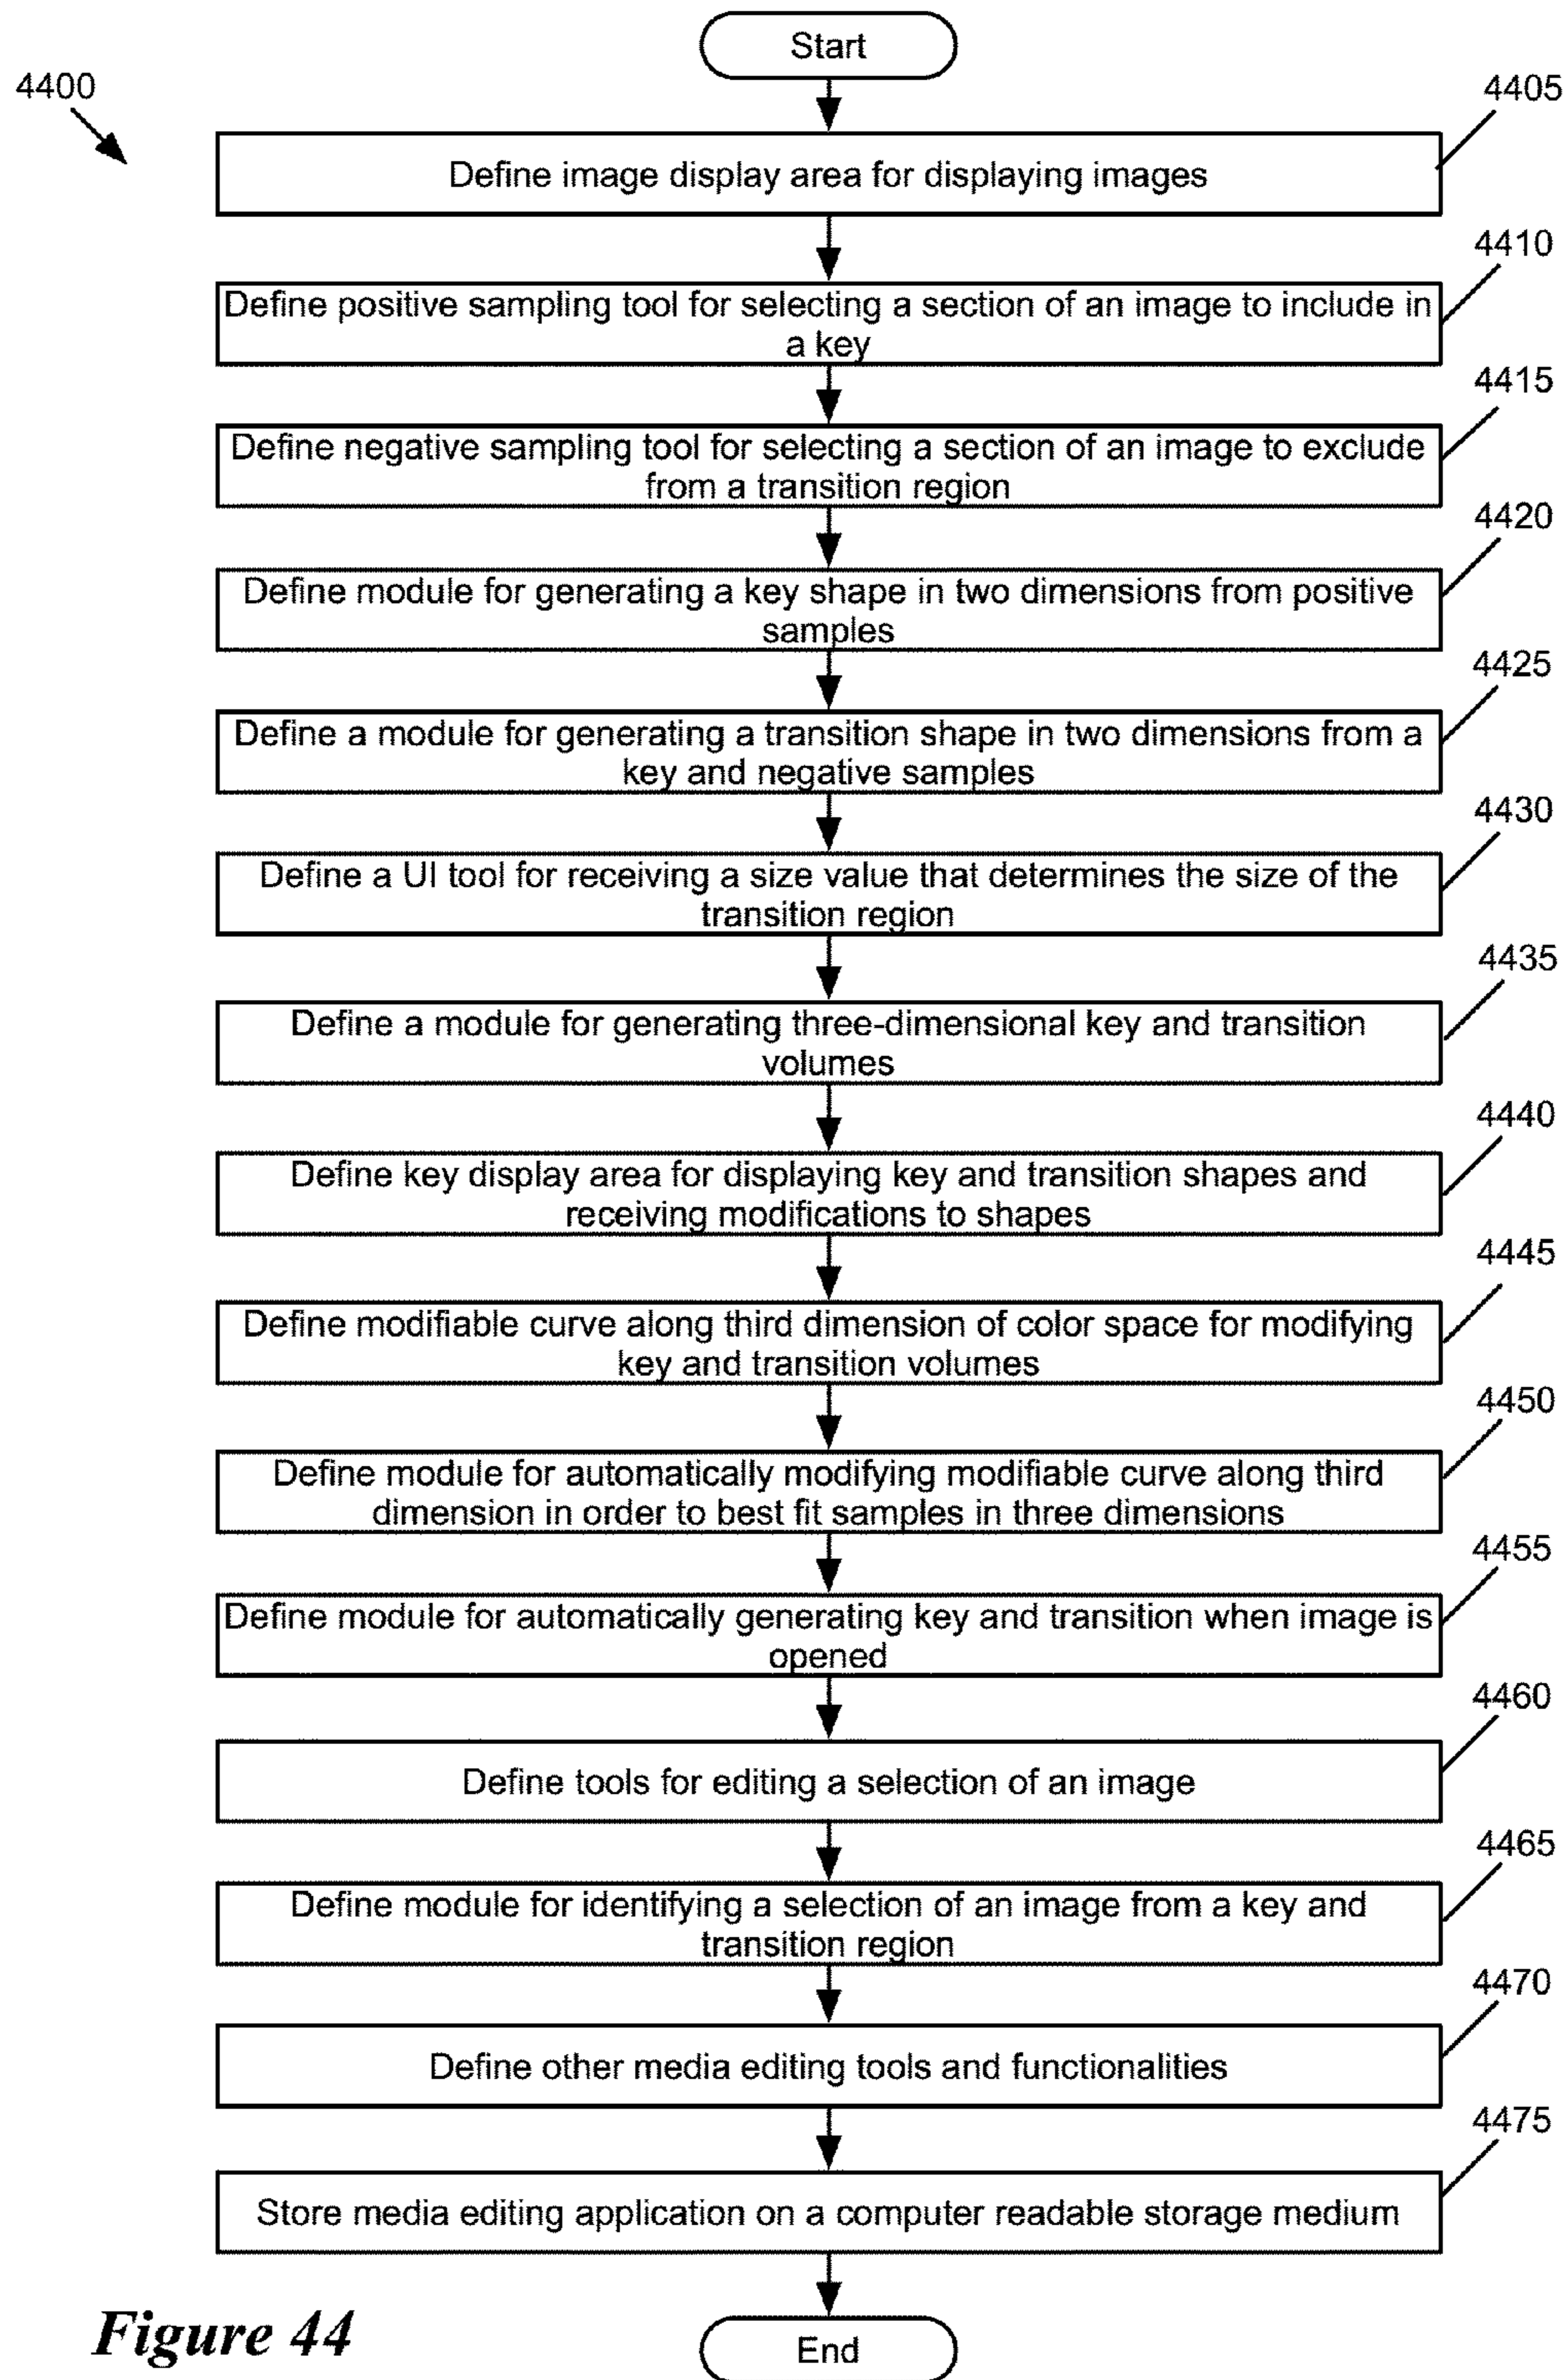 Start
4400
4405
Define image display area for displaying images
4410
Define positive sampling tool for selecting a section of an image to include in
a key
4415
Define negative sampling tool for selecting a section of an image to exclude
from a transition region
4420
Define module for generating a key shape in two dimensions from positive
samples
4425
Define a module for generating a transition shape in two dimensions from a
key and negative samples
4430
Define a UI tool for receiving a size value that determines the size of the
transition region
4435
Define a module for generating three-dimensional key and transition
volumes
4440
Define key display area for displaying key and transition shapes and
receiving modifications to shapes
4445
Define modifiable curve along third dimension of color space for modifying
key and transition volumes
4450
Define module for automatically modifying modifiable curve along third
dimension in order to best fit samples in three dimensions
4455
Define module for automatically generating key and transition when image is
opened
4460
Define tools for editing a selection of an image
4465
Define module for identifying a selection of an image from a key and
transition region
4470
Define other media editing tools and functionalities
4475
Store media editing application on a computer readable storage medium
End
Figure 44